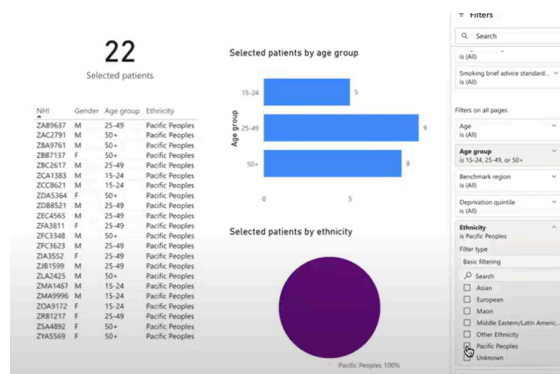 22
Selected patients
NHI Gender Age group Ethnicity
ZAB9637 M 25-49 Pacific Peoples
ZAC2791 M 50+ Pacific Peoples
ZBA9761 M 50+ Pacific Peoples
ZBB7137 F 50+ Pacific Peoples
ZBC2617 M 25-49 Pacific Peoples
ZCA1383 M 15-24 Pacific Peoples
ZCC8621 M 15-24 Pacific Peoples
ZDA5364 F 50+ Pacific Peoples
ZDB8521 M 25-49 Pacific Peoples
ZEC4565 M 25-49 Pacific Peoples
ZFA3811 F 25-49 Pacific Peoples
ZFC3348 M 50+ Pacific Peoples
ZFC3623 M 25-49 Pacific Peoples
ZIA3552 F 25-49 Pacific Peoples
ZJB1599 M 25-49 Pacific Peoples
ZLA2425 M 50+ Pacific Peoples
ZMA1467 M 15-24 Pacific Peoples
ZMA9996 M 15-24 Pacific Peoples
ZOA9172 F 15-24 Pacific Peoples
ZRB1217 F 25-49 Pacific Peoples
ZSA4892 F 50+ Pacific Peoples
ZYA5569 F 50+ Pacific Peoples
Selected patients by age group
Age group
15-24 5
25-49 9
50+ 8
0 5
Selected patients by ethnicity
Pacific Peoples 100%
Filters
Search
is (All)
Smoking brief advice standard...
is (All)
Filters on all pages
Age
is (All)
Age group
is 15-24, 25-49, or 50+
Benchmark region
is (All)
Deprivation quintile
is (All)
Ethnicity
is Pacific Peoples
Filter type
Basic filtering
Search
Asian
European
Maori
Middle Eastern/Latin Americ...
Other Ethnicity
Pacific Peoples
Unknown